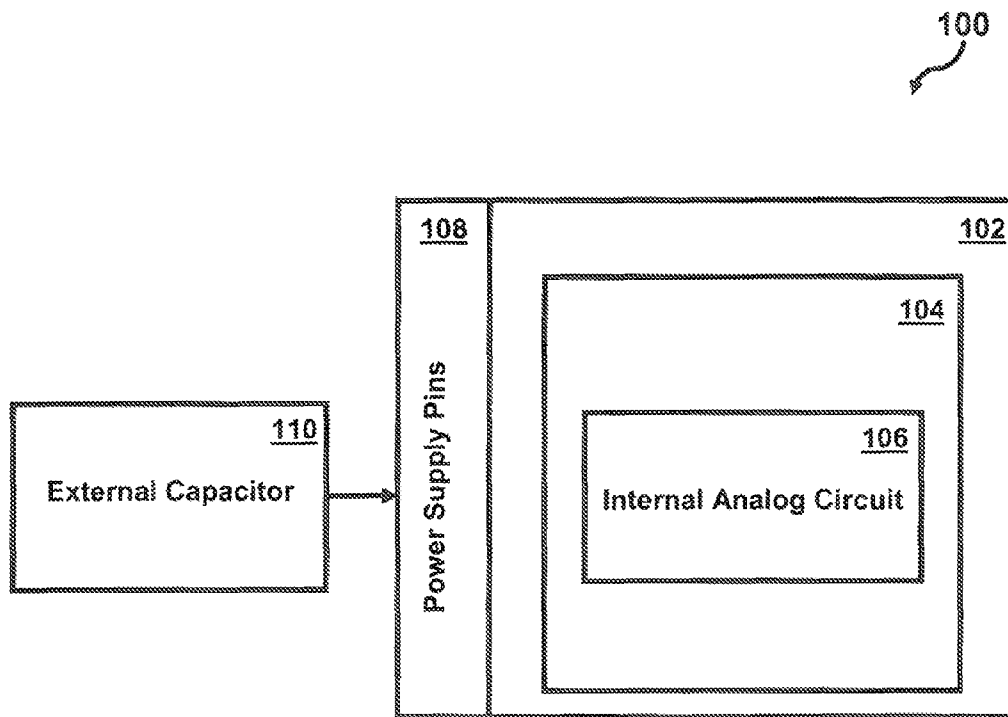 100
108
102
104
110
106
External Capacitor
Power Supply Pins
Internal Analog Circuit